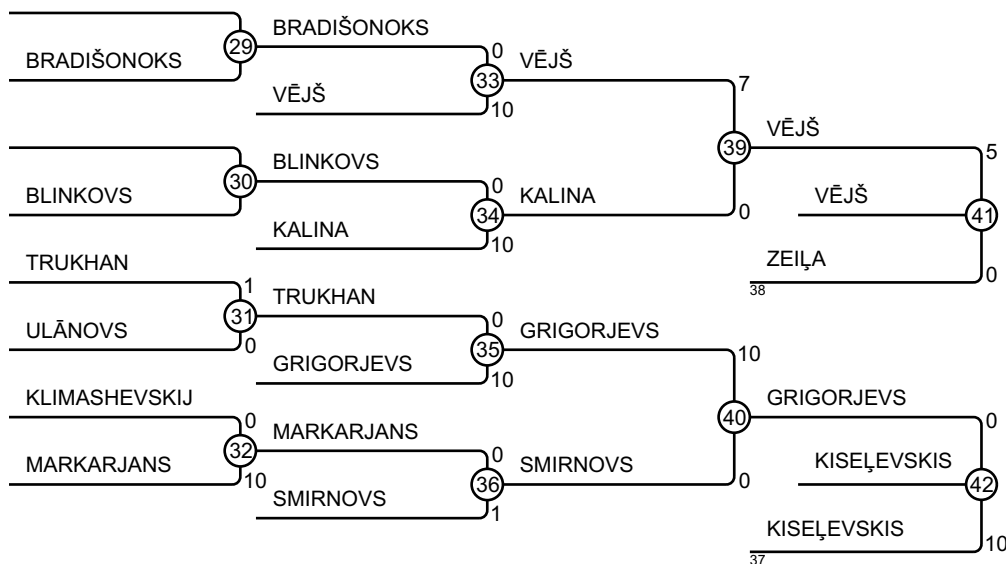 BRADIŠONOKS
29
BRADIŠONOKS
0
33
VĒJŠ
10
VĒJŠ
7
BLINKOVS
30
BLINKOVS
0
34
KALINA
10
KALINA
0
39
VĒJŠ
5
VĒJŠ
41
ZEIĻA
38
0
TRUKHAN
1
31
ULĀNOVS
0
TRUKHAN
0
35
GRIGORJEVS
10
GRIGORJEVS
10
KLIMASHEVSKIJ
0
32
MARKARJANS
10
MARKARJANS
0
36
SMIRNOVS
1
SMIRNOVS
0
40
GRIGORJEVS
0
KISEĻEVSKIS
42
KISEĻEVSKIS
37
10